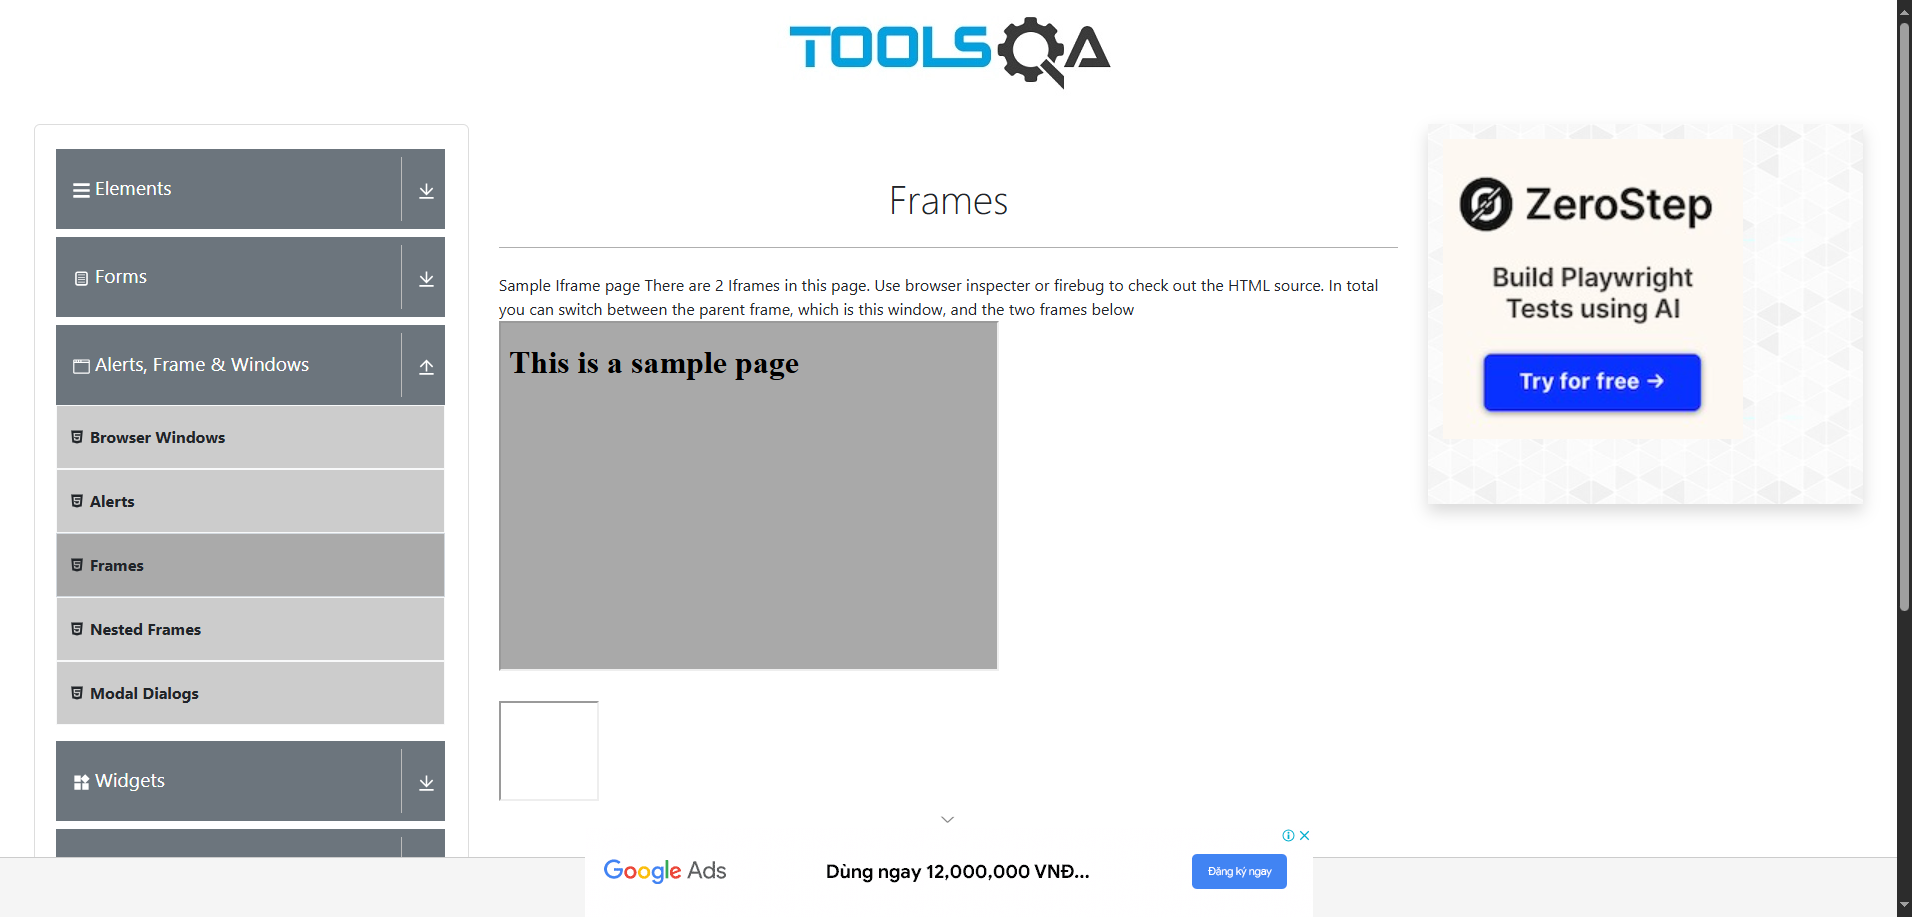 TOOLSQA
Elements
Forms
Alerts, Frame & Windows
Browser Windows
Alerts
Frames
Nested Frames
Modal Dialogs
Widgets
Frames
Sample Iframe page There are 2 Iframes in this page. Use browser inspecter or firebug to check out the HTML source. In total
you can switch between the parent frame, which is this window, and the two frames below
This is a sample page
ZeroStep
Build Playwright
Tests using AI
Try for free →
Google Ads
Dùng ngay 12,000,000 VNĐ...
Đăng ký ngay